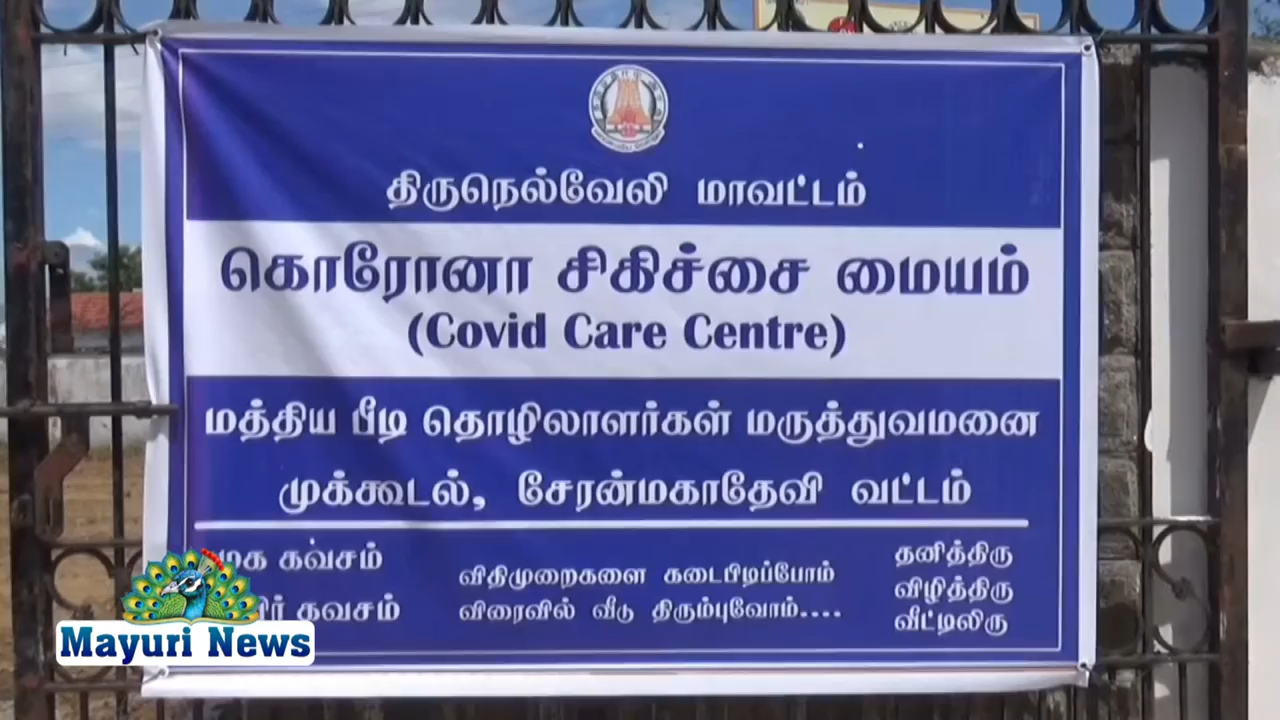 திருநெல்வேலி மாவட்டம்
கொரோனா சிகிச்சை மையம்
(Covid Care Centre)
மத்திய பீடி தொழிலாளர்கள் மருத்துவமனை
முக்கூடல், சேரன்மகாதேவி வட்டம்
கவசம்
கவசம்
விதிமுறைகளை கடைபிடிப்போம்
விரைவில் வீடு திரும்புவோம்....
தனித்திரு
விழித்திரு
வீட்டிலிரு
Mayuri News